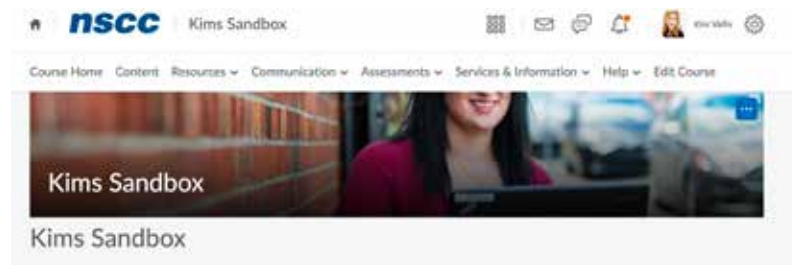 nscc Kims Sandbox
Course Home Content Resources Communication Assessments Services & Information Help Edit Course
Kims Sandbox
Kims Sandbox